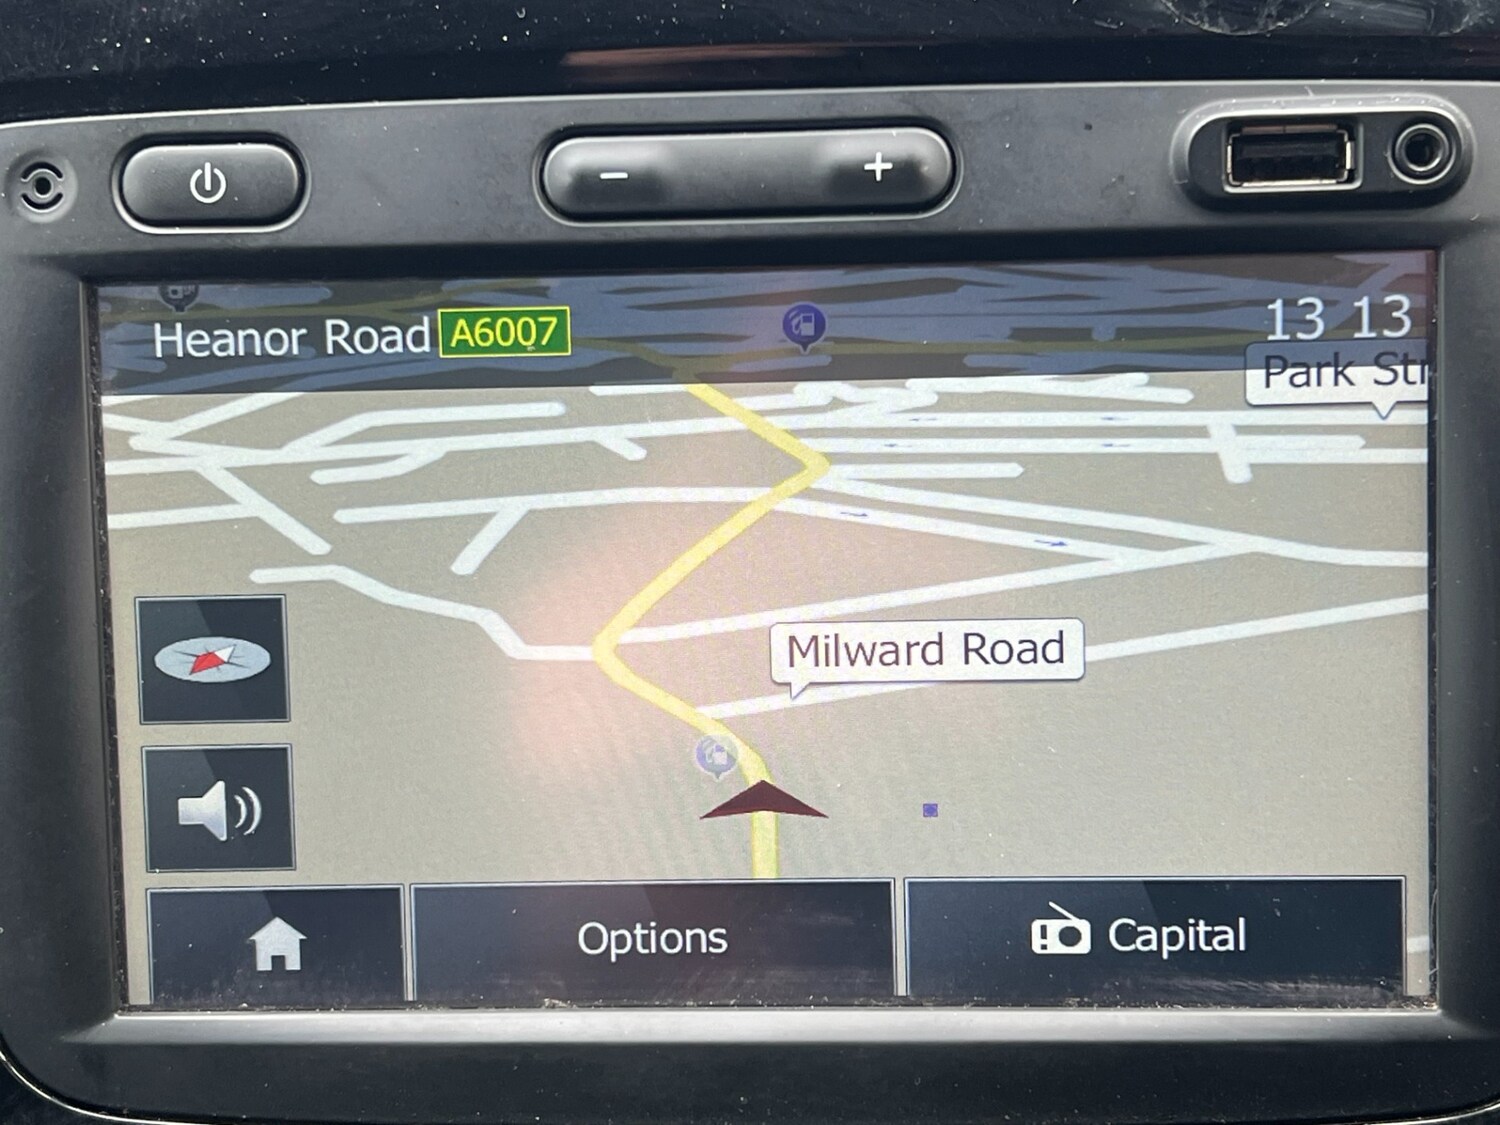 Heanor Road A6007
13 13
Park Str
Milward Road
Options
Capital